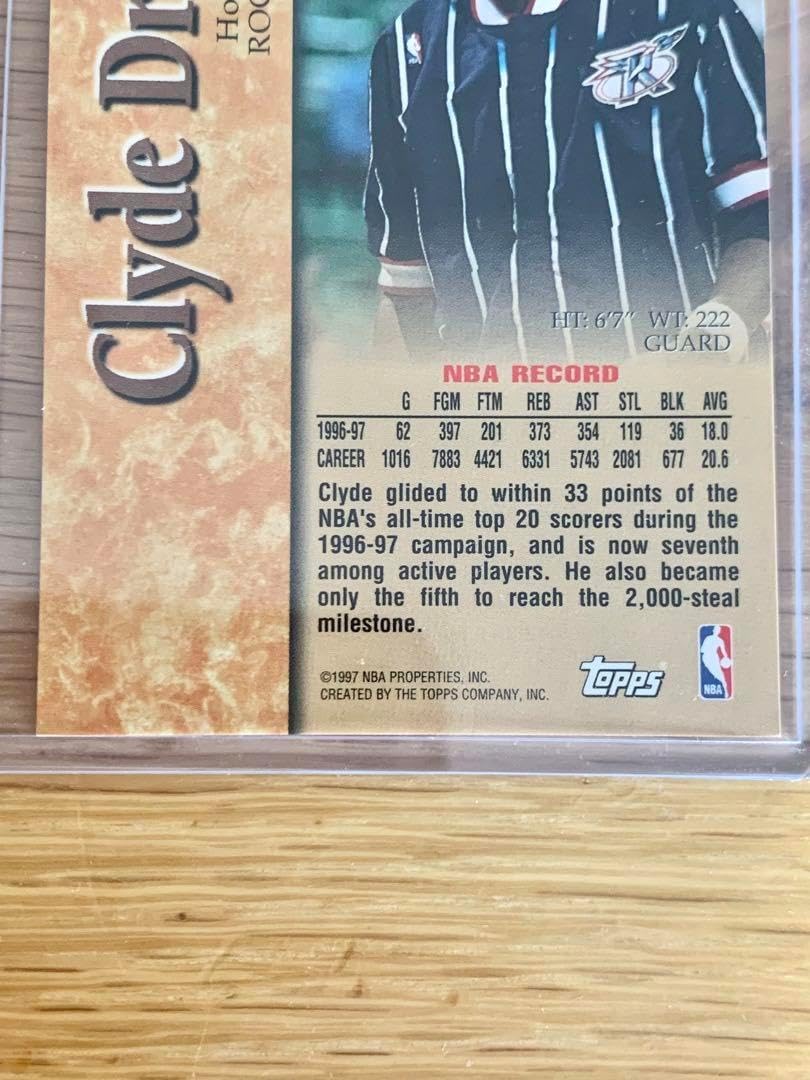 Clyde
HT: 6'7" WT: 222
GUARD
NBA RECORD
G FGM FTM REB AST STL BLK AVG
1996-97 62 397 201 373 354 119 36 18.0
CAREER 1016 7883 4421 6331 5743 2081 677 20.6
Clyde glided to within 33 points of the
NBA's all-time top 20 scorers during the
1996-97 campaign, and is now seventh
among active players. He also became
only the fifth to reach the 2,000-steal
milestone.
©1997 NBA PROPERTIES, INC.
CREATED BY THE TOPPS COMPANY, INC.
Topps
NBA